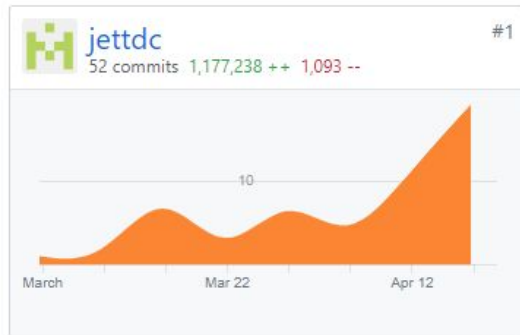 jettdc
#1
52 commits 1,177,238 ++ 1,093 --
10
March Mar 22 Apr 12